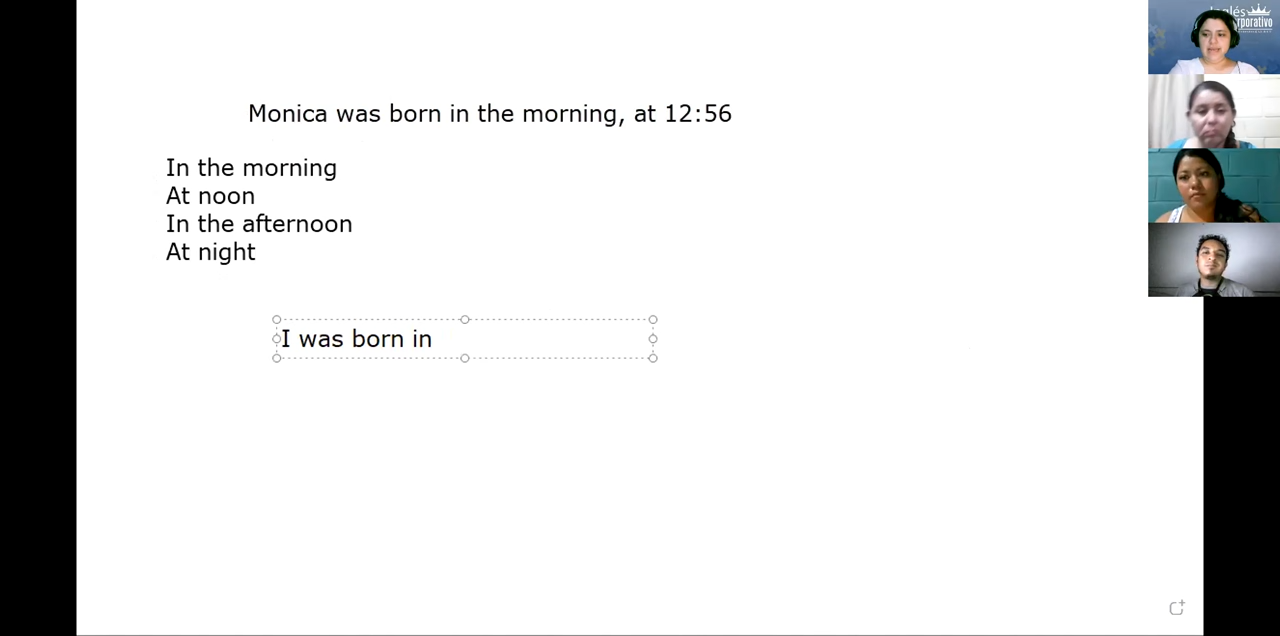 Monica was born in the morning, at 12:56
In the morning
At noon
In the afternoon
At night
I was born in